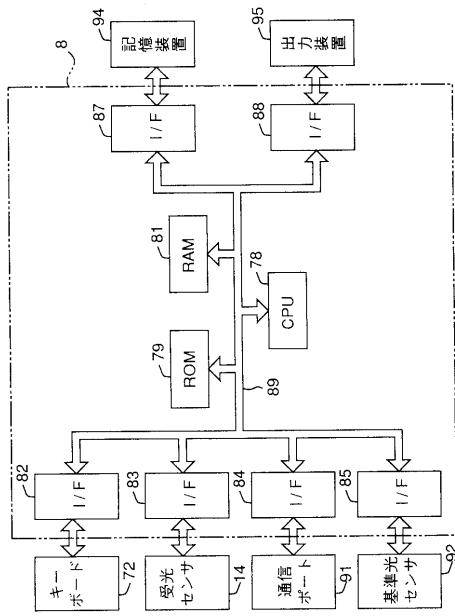 8
キーボード
72
82
I/F
受光センサ
14
83
I/F
通信ポート
91
84
I/F
基準光センサ
92
85
I/F
79
ROM
81
RAM
89
78
CPU
87
I/F
94
記憶装置
88
I/F
95
出力装置